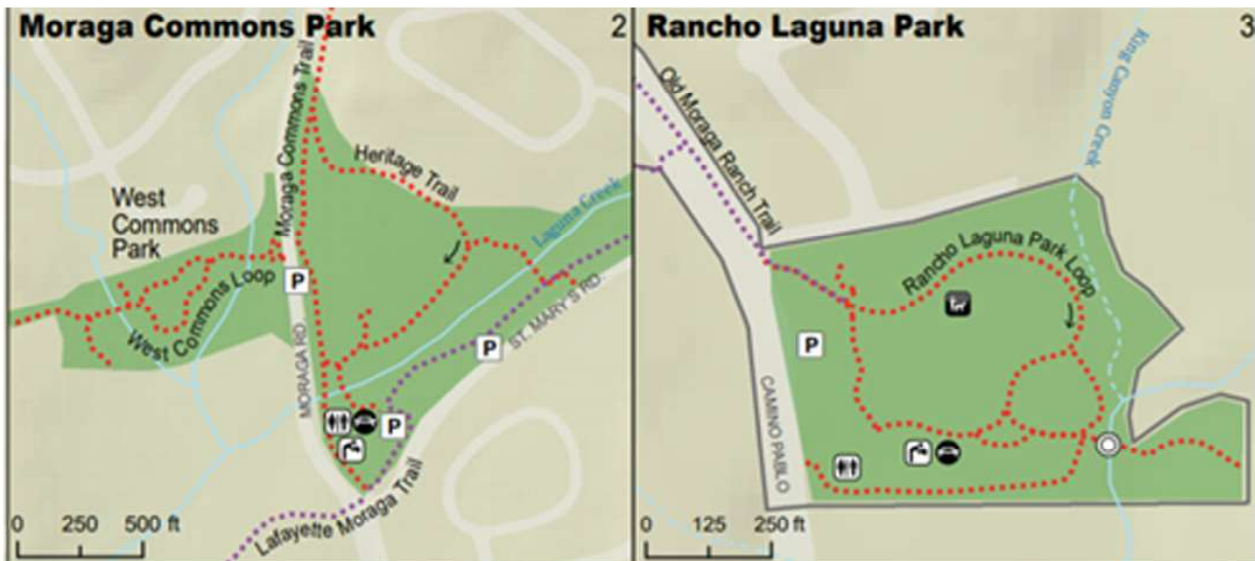 Moraga Commons Park
2
Moraga Commons Trail
Heritage Trail
West
Commons
Park
West Commons Loop
Laguna Creek
P
MORAGA RD.
P
ST. MARY'S RD.
P
Lafayette Moraga Trail
0 250 500 ft
Rancho Laguna Park
3
King Canyon Creek
Old Moraga Ranch Trail
Rancho Laguna Park Loop
P
CAMINO PABLO
0 125 250 ft